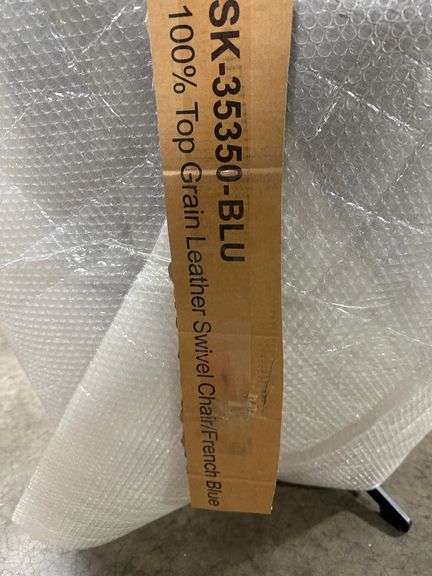 SK-35350-BLU
100% Top Grain Leather Swivel Chair/French Blue